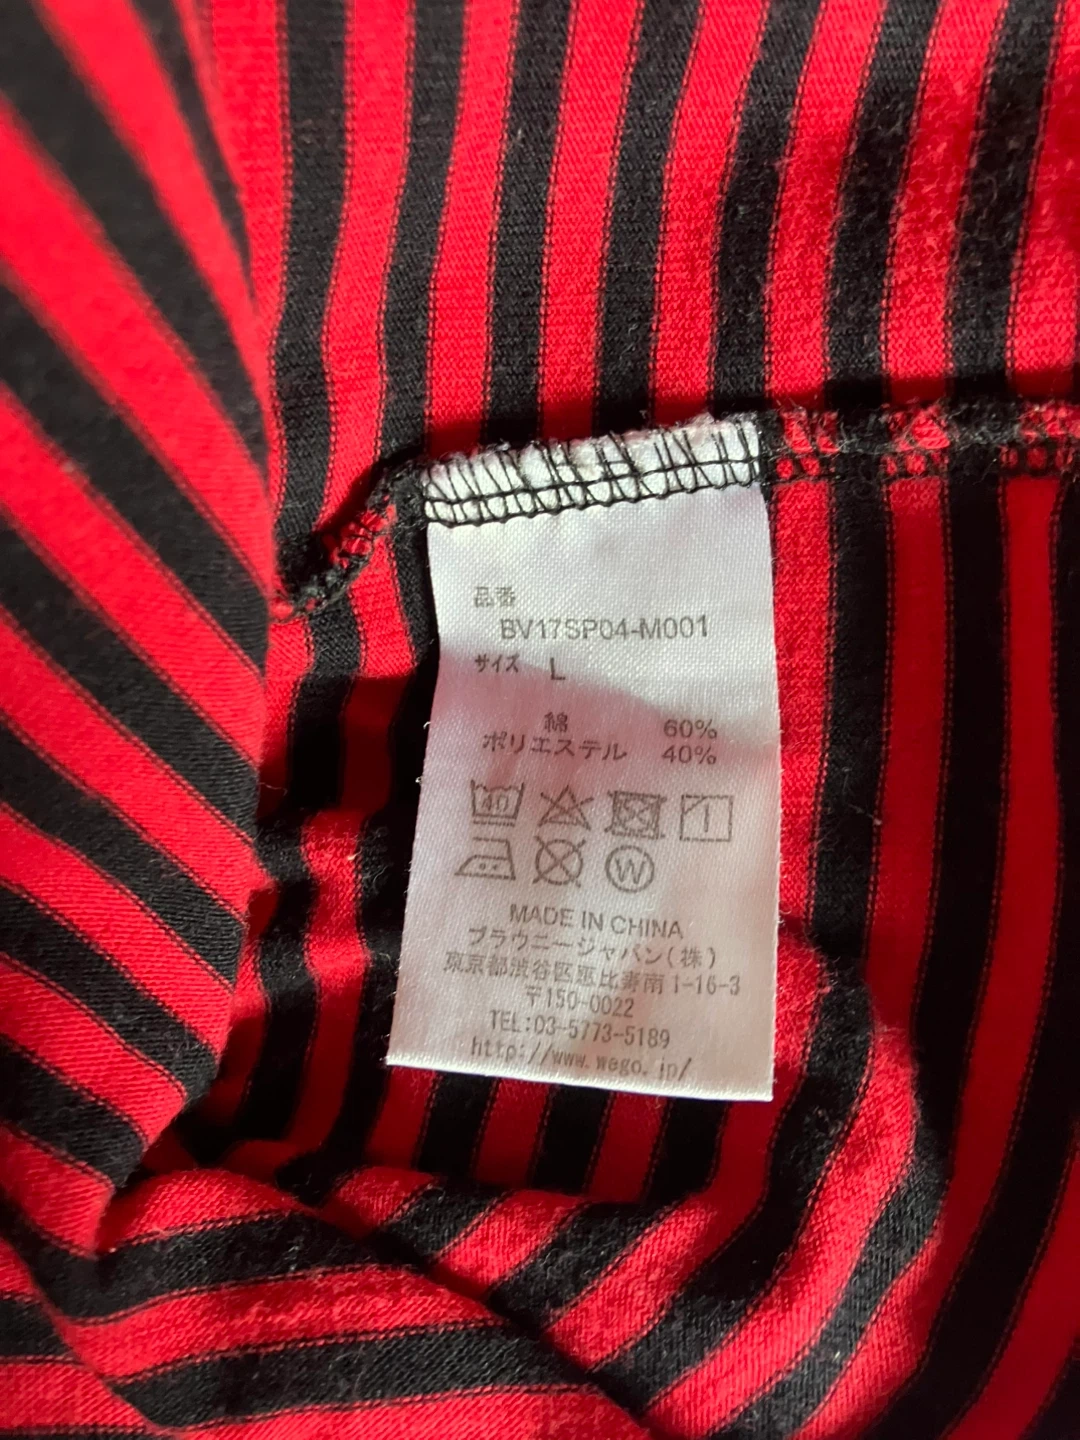 品番
BV17SP04-M001
サイズ L
綿 60%
ポリエステル 40%
40
W
MADE IN CHINA
ブラウニージャパン(株)
東京都渋谷区恵比寿南1-16-3
〒150-0022
TEL:03-5773-5189
http://www.wego.jp/